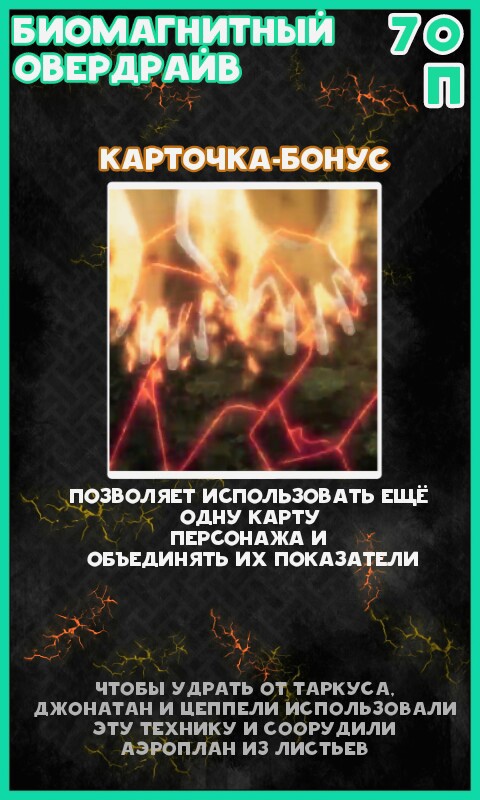 БИОМАГНИТНЫЙ
ОВЕРДРАЙВ
70
П
КАРТОЧКА-БОНУС
ПОЗВОЛЯЕТ ИСПОЛЬЗОВАТЬ ЕЩЁ
ОДНУ КАРТУ
ПЕРСОНАЖА И
ОБЪЕДИНЯТЬ ИХ ПОКАЗАТЕЛИ
ЧТОБЫ УДРАТЬ ОТ ТАРКУСА,
ДЖОНАТАН И ЦЕППЕЛИ ИСПОЛЬЗОВАЛИ
ЭТУ ТЕХНИКУ И СООРУДИЛИ
АЭРОПЛАН ИЗ ЛИСТЬЕВ